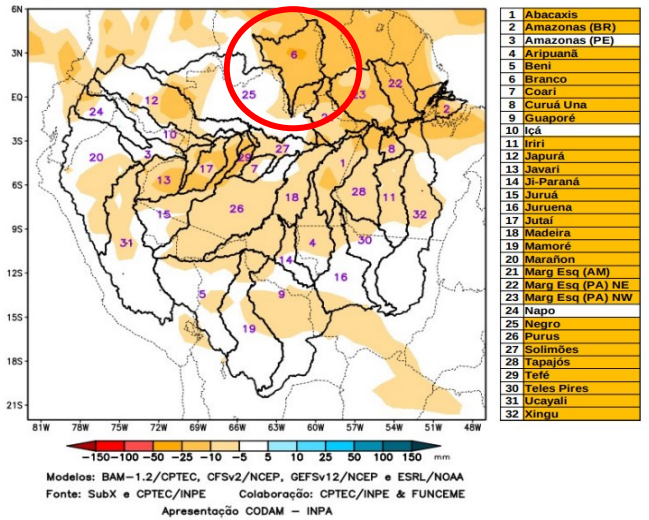 6N
3N
EQ
3S
6S
9S
12S
15S
18S
21S
81W 78W 75W 72W 69W 66W 63W 60W 57W 54W 51W 48W
6
25
22
23
2
12
24
10
27
20
3
29
7
8
1
13
17
18
28
11
15
26
32
31
4
30
14
16
5
9
19
-150 -100 -50 -25 -10 -5 5 10 25 50 100 150 mm
Modelos: BAM-1.2/CPTEC, CFSv2/NCEP, GEFSv12/NCEP e ESRL/NOAA
Fonte: SubX e CPTEC/INPE Colaboração: CPTEC/INPE & FUNCEME
Apresentação CODAM - INPA
1 Abacaxis
2 Amazonas (BR)
3 Amazonas (PE)
4 Aripuanã
5 Beni
6 Branco
7 Coari
8 Curuá Una
9 Guaporé
10 Içá
11 Iriri
12 Japurá
13 Javari
14 Ji-Paraná
15 Juruá
16 Juruena
17 Jutaí
18 Madeira
19 Mamoré
20 Marañon
21 Marg Esq (AM)
22 Marg Esq (PA) NE
23 Marg Esq (PA) NW
24 Napo
25 Negro
26 Purus
27 Solimões
28 Tapajós
29 Tefé
30 Teles Pires
31 Ucayali
32 Xingu